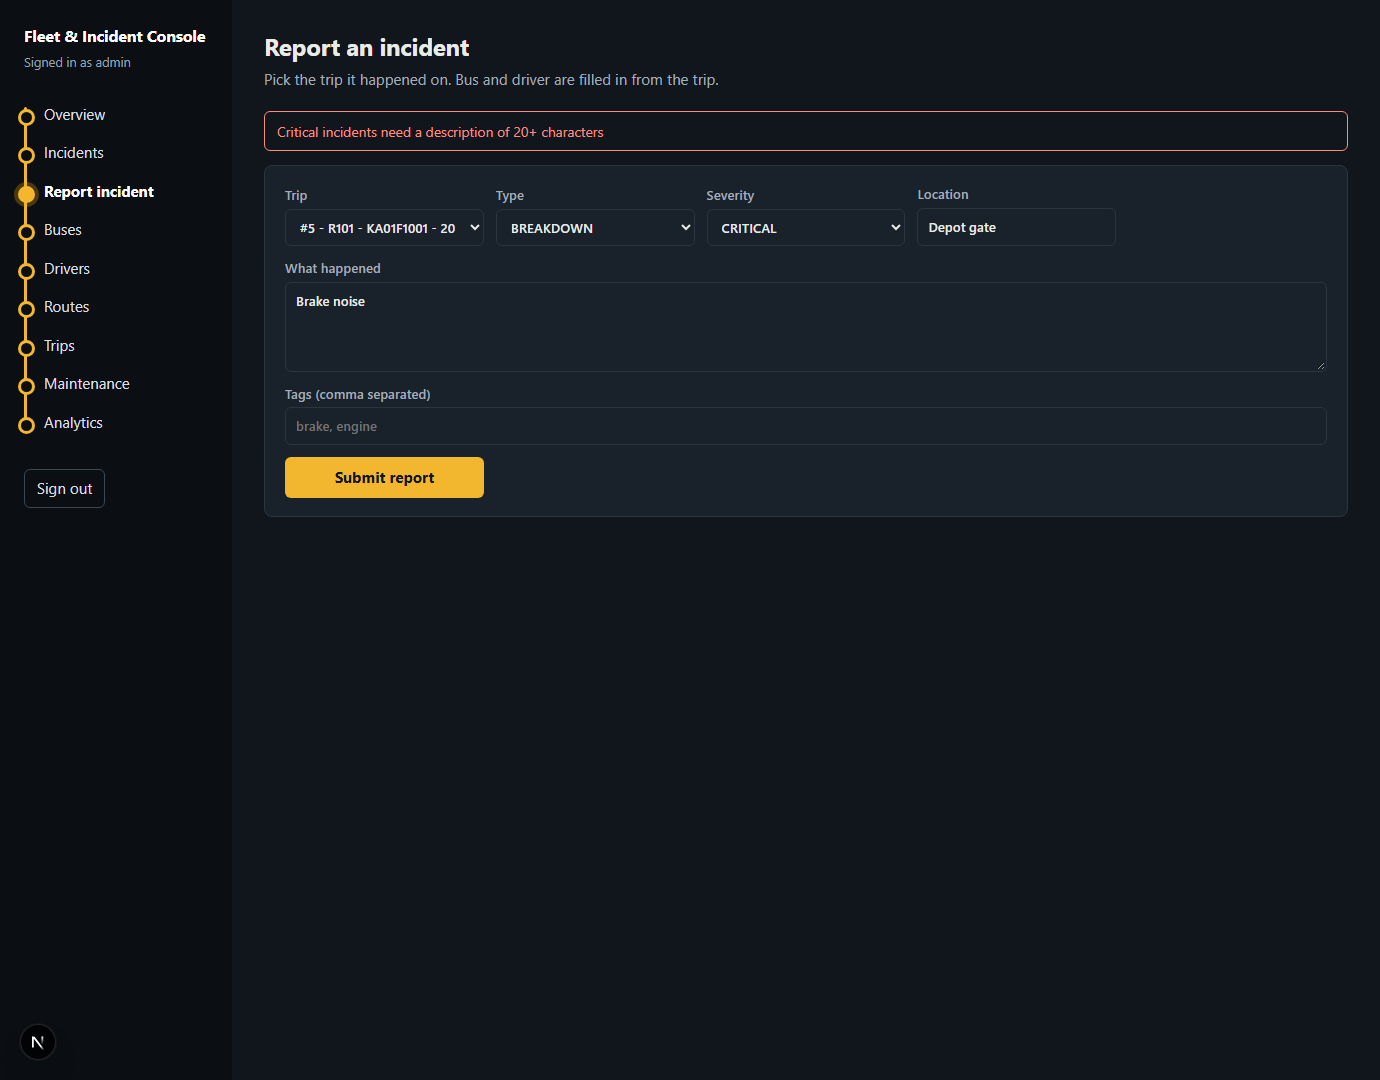 Fleet & Incident Console
Signed in as admin
Overview
Incidents
Report incident
Buses
Drivers
Routes
Trips
Maintenance
Analytics
Sign out
N
Report an incident
Pick the trip it happened on. Bus and driver are filled in from the trip.
Critical incidents need a description of 20+ characters
Trip Type Severity Location
#5 - R101 - KA01F1001 - 20 BREAKDOWN CRITICAL Depot gate
What happened
Brake noise
Tags (comma separated)
brake, engine
Submit report